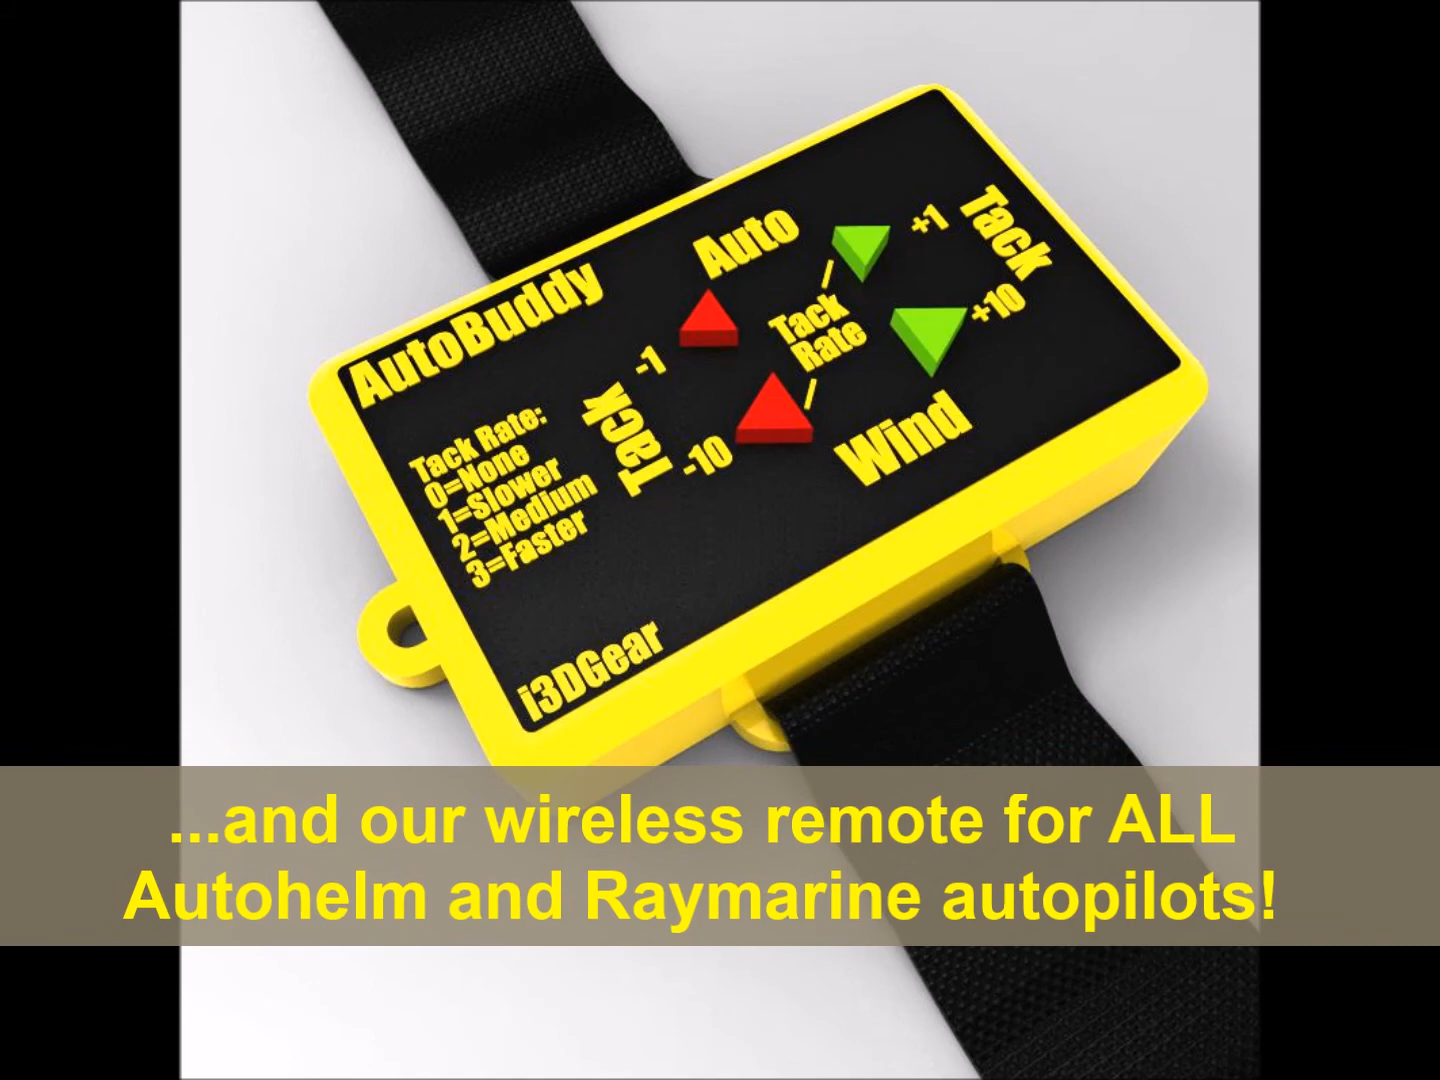 AutoBuddy
Auto
+1
Tack
+10
-1
Tack
-10
Tack
Rate
Wind
Tack Rate:
0=None
1=Slower
2=Medium
3=Faster
i3DGear
...and our wireless remote for ALL
Autohelm and Raymarine autopilots!